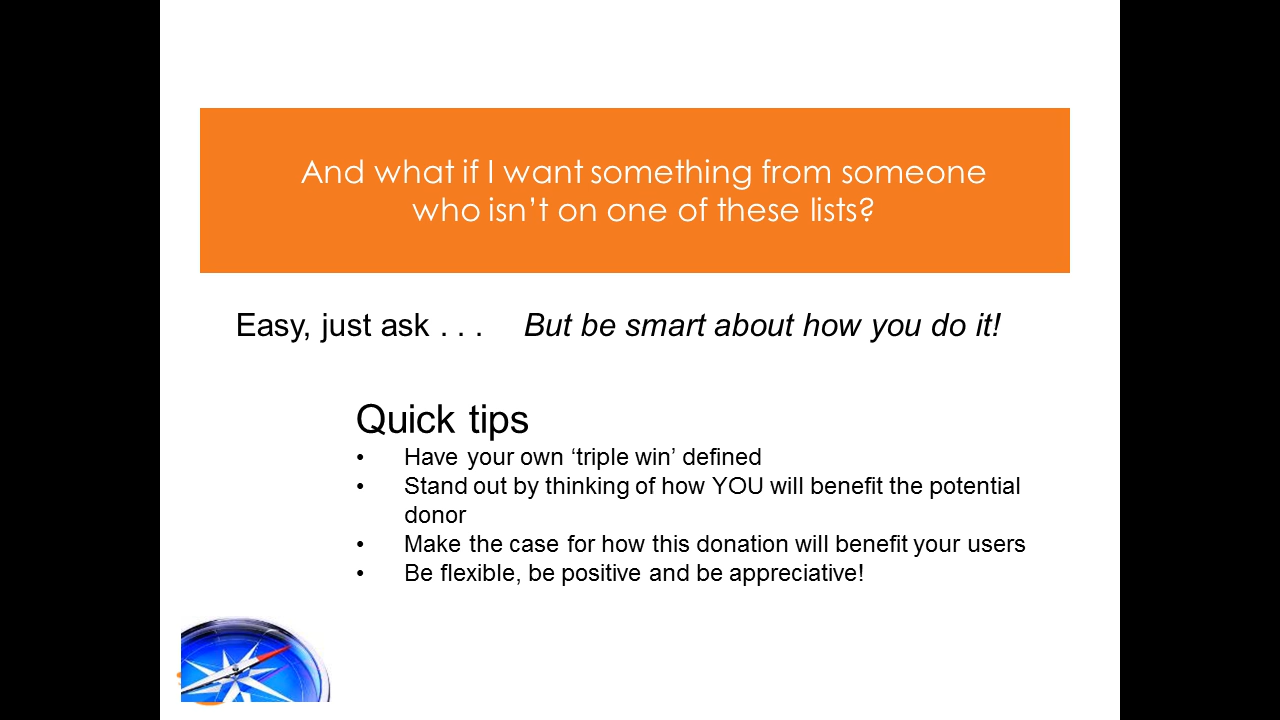 And what if I want something from someone
who isn’t on one of these lists?
Easy, just ask . . . But be smart about how you do it!
Quick tips
• Have your own ‘triple win’ defined
• Stand out by thinking of how YOU will benefit the potential
donor
• Make the case for how this donation will benefit your users
• Be flexible, be positive and be appreciative!